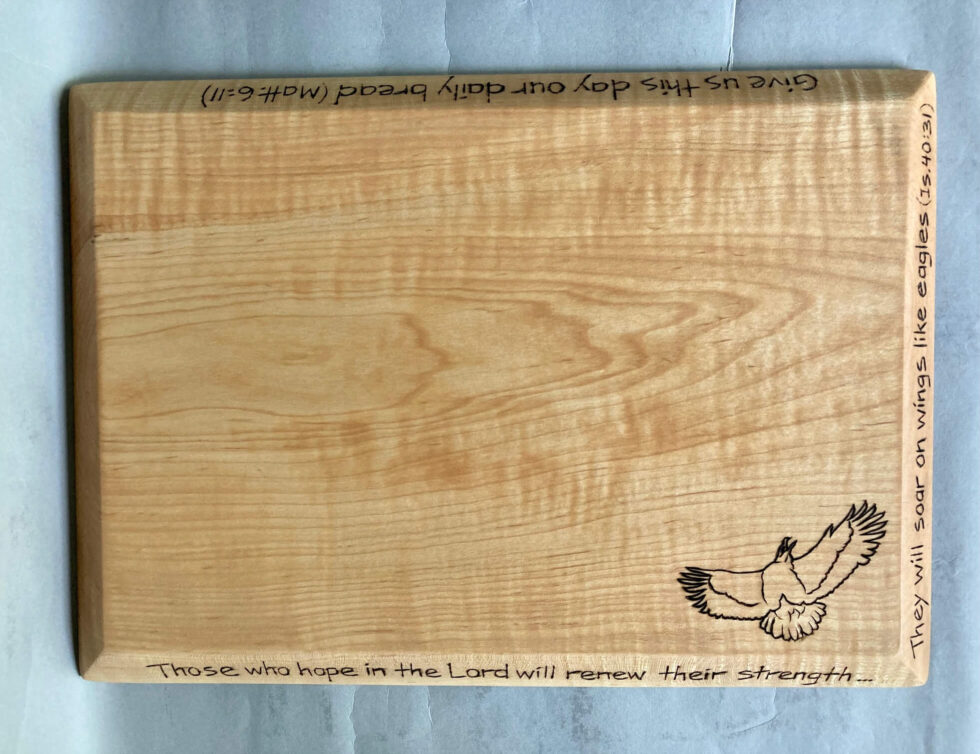 Give us this day our daily bread (Matt.6:11)
They will soar on wings like eagles (Is.40:31)
Those who hope in the Lord will renew their strength...